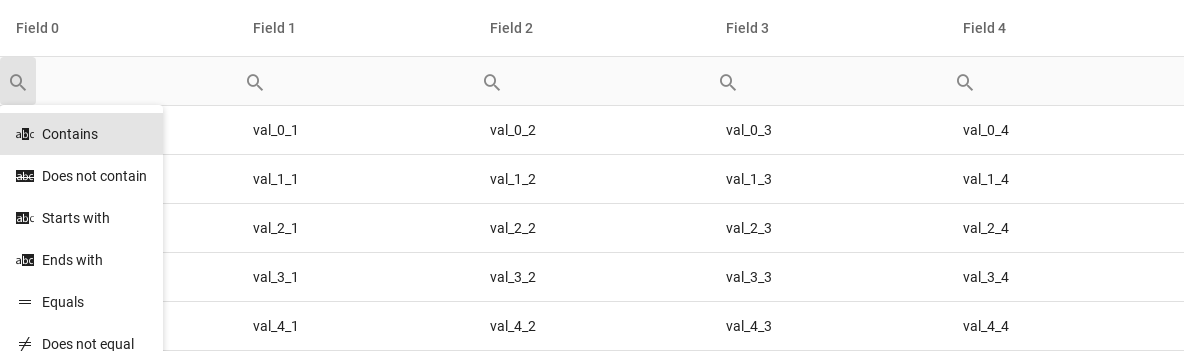 Field 0 Field 1 Field 2 Field 3 Field 4
abc Contains val_0_1 val_0_2 val_0_3 val_0_4
abc Does not contain val_1_1 val_1_2 val_1_3 val_1_4
abc Starts with val_2_1 val_2_2 val_2_3 val_2_4
abc Ends with val_3_1 val_3_2 val_3_3 val_3_4
= Equals val_4_1 val_4_2 val_4_3 val_4_4
≠ Does not equal